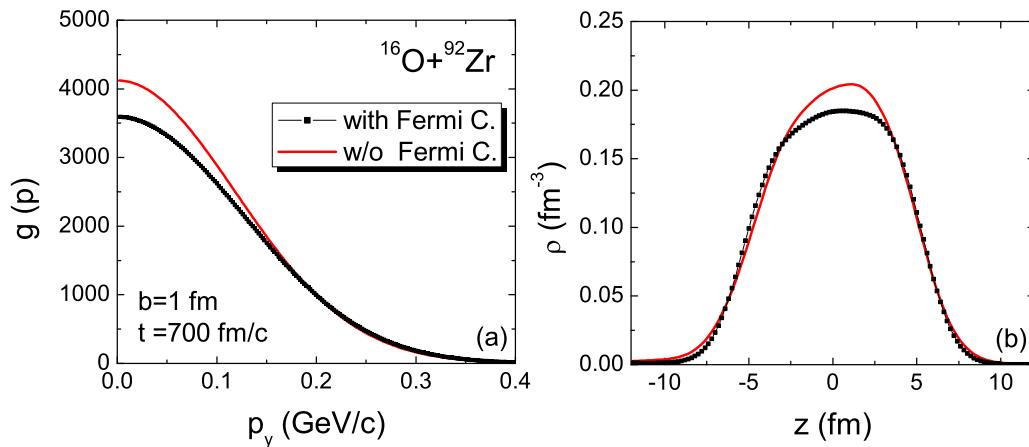 5000
4000
3000
2000
1000
0
g (p)
¹⁶O+⁹²Zr
with Fermi C.
w/o Fermi C.
b=1 fm
t =700 fm/c
(a)
0.0 0.1 0.2 0.3 0.4
p_y (GeV/c)
0.25
0.20
0.15
0.10
0.05
0.00
ρ (fm⁻³)
(b)
-10 -5 0 5 10
z (fm)